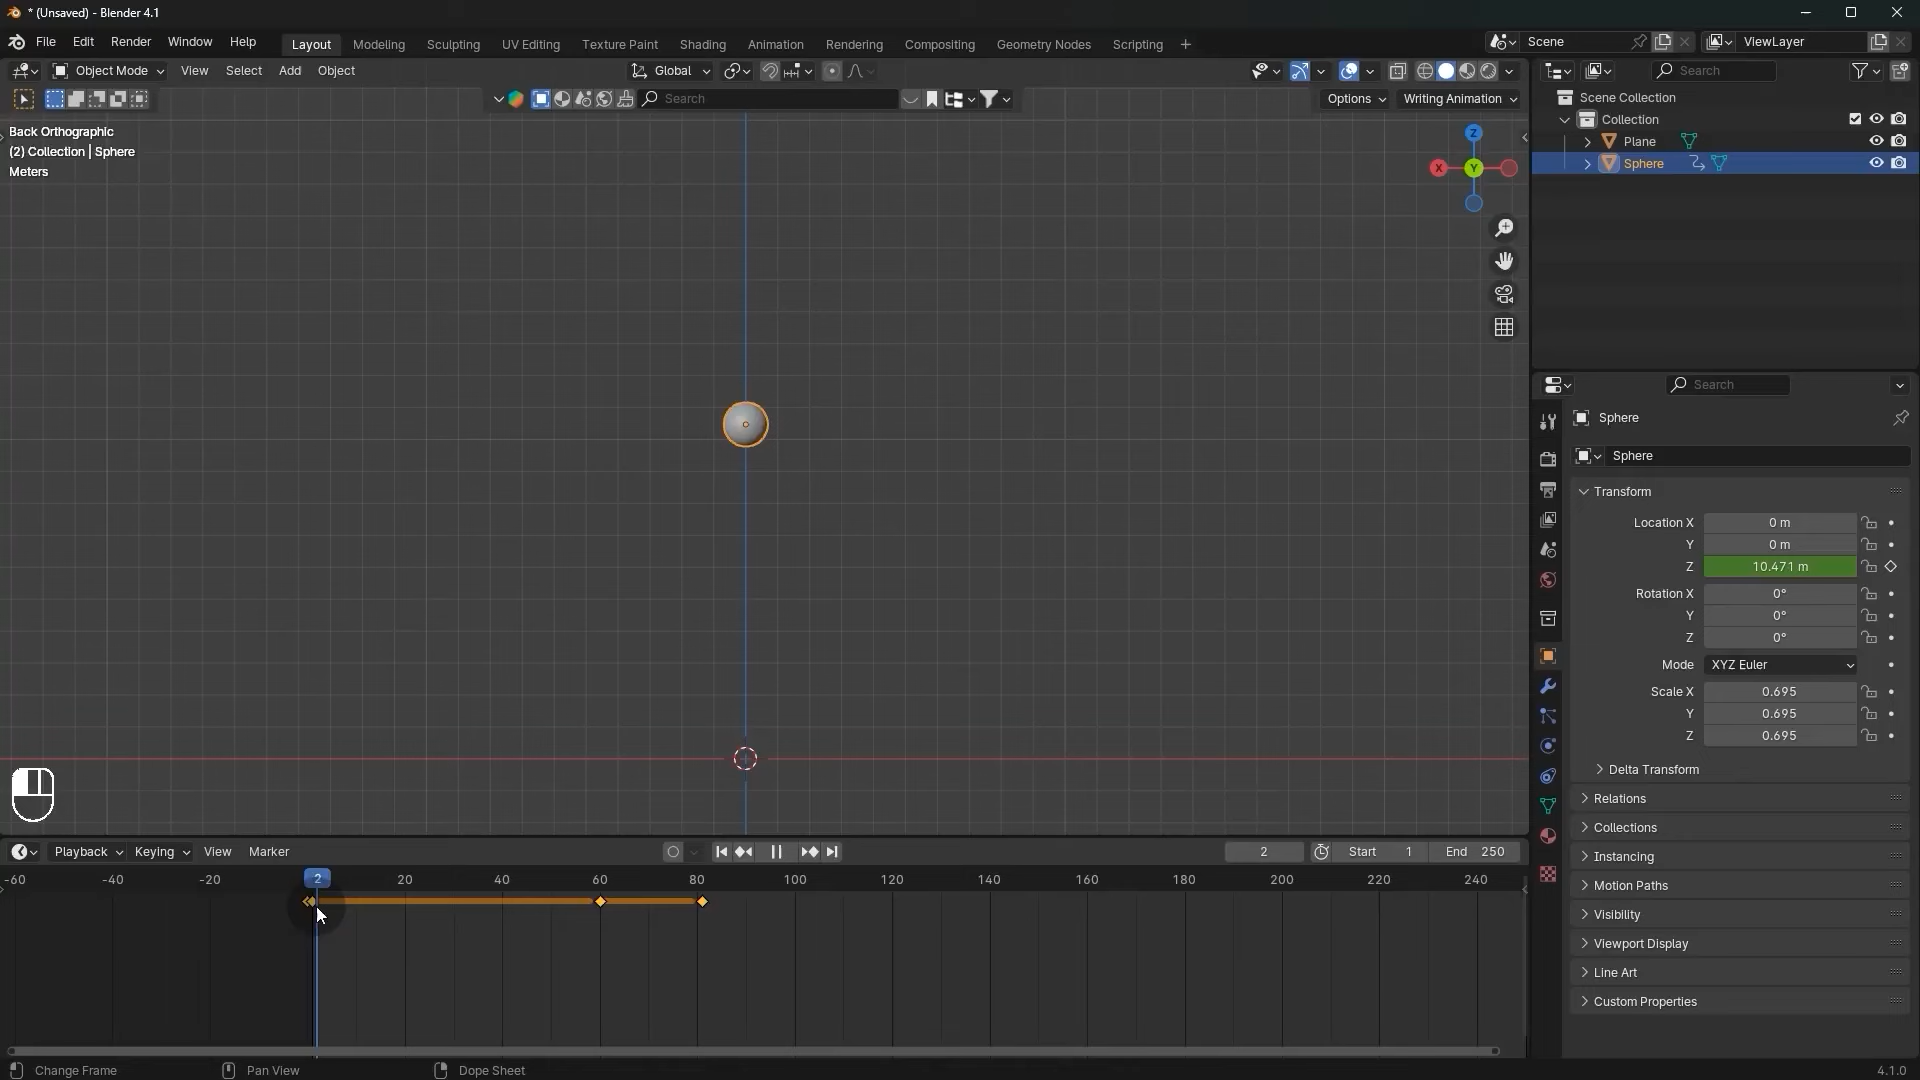 * (Unsaved) - Blender 4.1
File Edit Render Window Help Layout Modeling Sculpting UV Editing Texture Paint Shading Animation Rendering Compositing Geometry Nodes Scripting + Scene ViewLayer
Object Mode View Select Add Object Global Search
Search Options Writing Animation
Back Orthographic
(2) Collection | Sphere
Meters
Z
X Y
Scene Collection
Collection
Plane
Sphere
Search
Sphere
Sphere
Transform
Location X 0 m
Y 0 m
Z 10.471 m
Rotation X 0°
Y 0°
Z 0°
Mode XYZ Euler
Scale X 0.695
Y 0.695
Z 0.695
Delta Transform
Relations
Collections
Instancing
Motion Paths
Visibility
Viewport Display
Line Art
Custom Properties
Playback Keying View Marker 2 Start 1 End 250
-60 -40 -20 2 20 40 60 80 100 120 140 160 180 200 220 240
Change Frame Pan View Dope Sheet 4.1.0